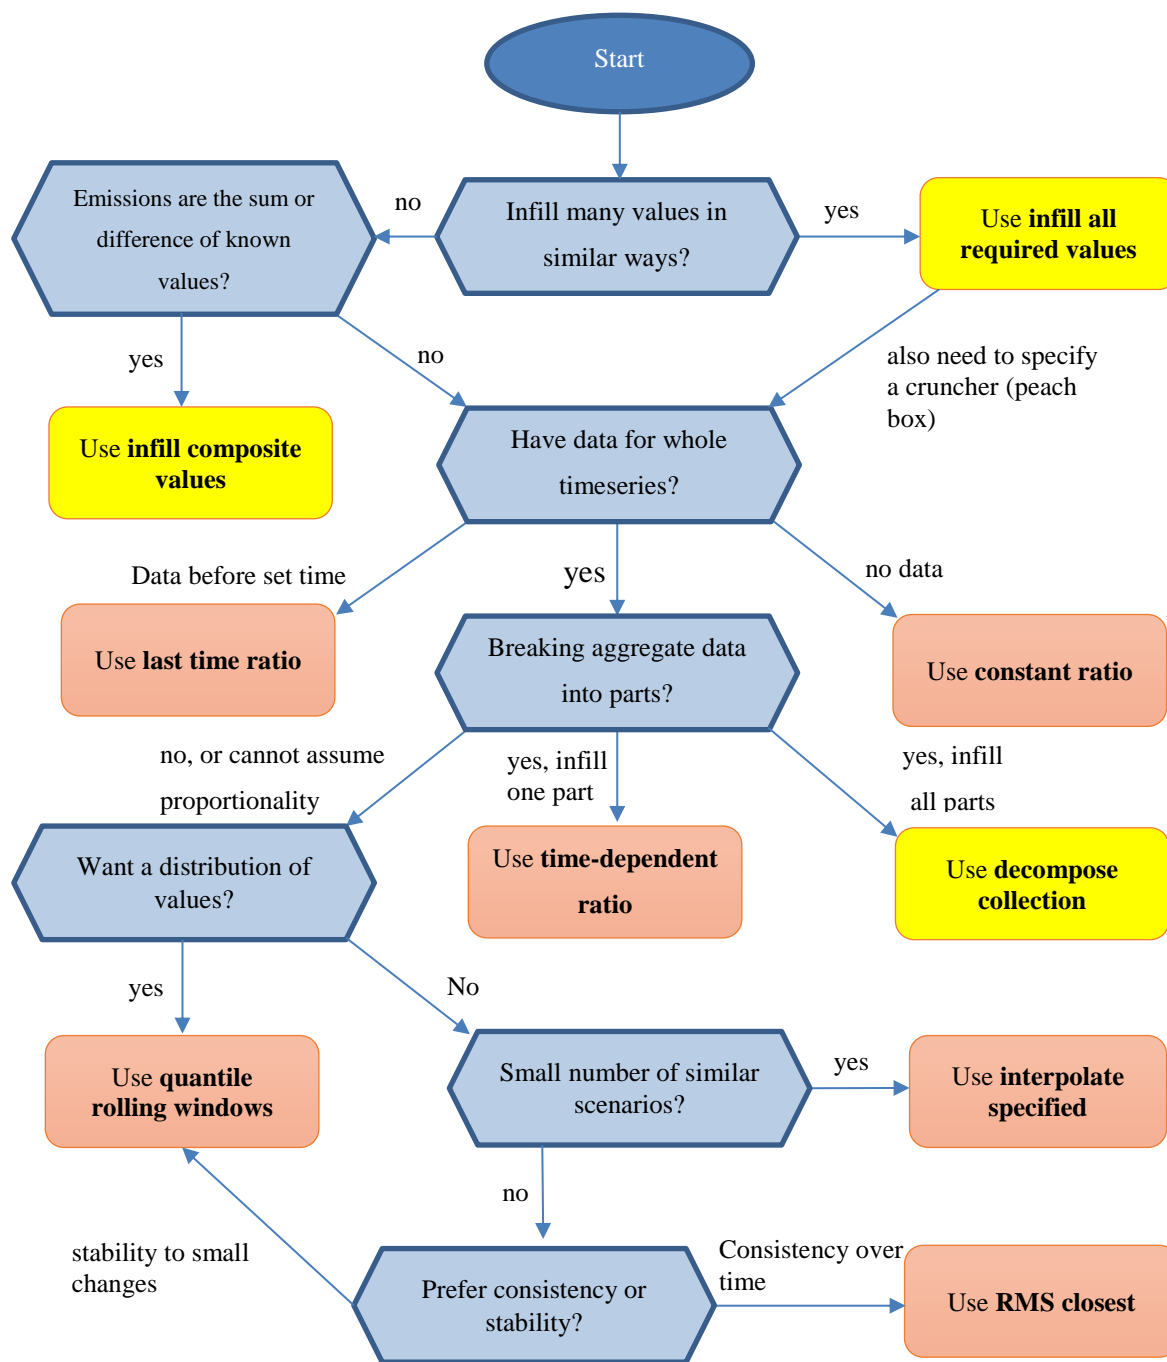 Start
Emissions are the sum or
difference of known
values?
no
Infill many values in
similar ways?
yes
Use infill all
required values
yes
no
also need to specify
a cruncher (peach
box)
Use infill composite
values
Have data for whole
timeseries?
Data before set time
yes
no data
Use last time ratio
Breaking aggregate data
into parts?
Use constant ratio
no, or cannot assume
proportionality
yes, infill
one part
yes, infill
all parts
Want a distribution of
values?
Use time-dependent
ratio
Use decompose
collection
yes
No
Use quantile
rolling windows
Small number of similar
scenarios?
yes
Use interpolate
specified
no
stability to small
changes
Prefer consistency or
stability?
Consistency over
time
Use RMS closest